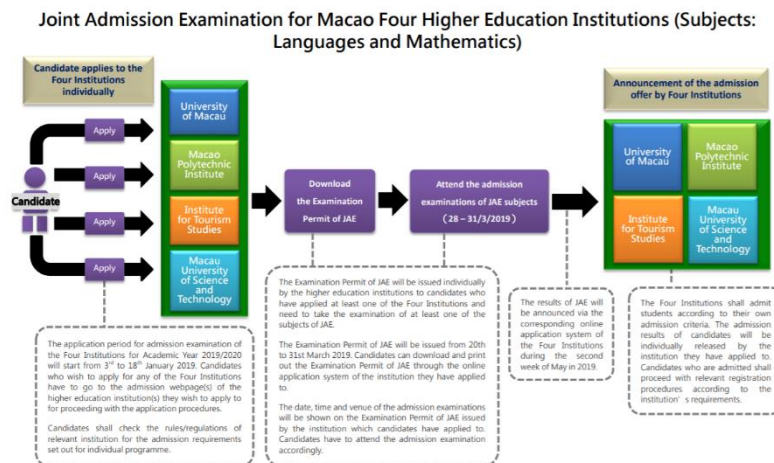 Joint Admission Examination for Macao Four Higher Education Institutions (Subjects:
Languages and Mathematics)
Candidate applies to the
Four Institutions
individually
Candidate
Apply
Apply
Apply
Apply
University
of Macau
Macao
Polytechnic
Institute
Institute
for Tourism
Studies
Macau
University
of Science
and
Technology
Download
the Examination
Permit of JAE
Attend the admission
examinations of JAE subjects
(28 – 31/3/2019)
Announcement of the admission
offer by Four Institutions
University
of Macau
Macao
Polytechnic
Institute
Institute
for Tourism
Studies
Macau
University
of Science
and
Technology
The application period for admission examination of
the Four Institutions for Academic Year 2019/2020
will start from 3rd to 18th January 2019. Candidates
who wish to apply for any of the Four Institutions
have to go to the admission webpage(s) of the
higher education institution(s) they wish to apply to
for proceeding with the application procedures.
Candidates shall check the rules/regulations of
relevant institution for the admission requirements
set out for individual programme.
The Examination Permit of JAE will be issued individually
by the higher education institutions to candidates who
have applied at least one of the Four Institutions and
need to take the examination of at least one of the
subjects of JAE.
The Examination Permit of JAE will be issued from 20th
to 31st March 2019. Candidates can download and print
out the Examination Permit of JAE through the online
application system of the institution they have applied
to.
The date, time and venue of the admission examinations
will be shown on the Examination Permit of JAE issued
by the institution which candidates have applied to.
Candidates have to attend the admission examination
accordingly.
The results of JAE will
be announced via the
corresponding online
application system of
the Four Institutions
during the second
week of May in 2019.
The Four Institutions shall admit
students according to their own
admission criteria. The admission
results of candidates will be
individually released by the
institution they have applied to.
Candidates who are admitted shall
proceed with relevant registration
procedures according to the
institution's requirements.